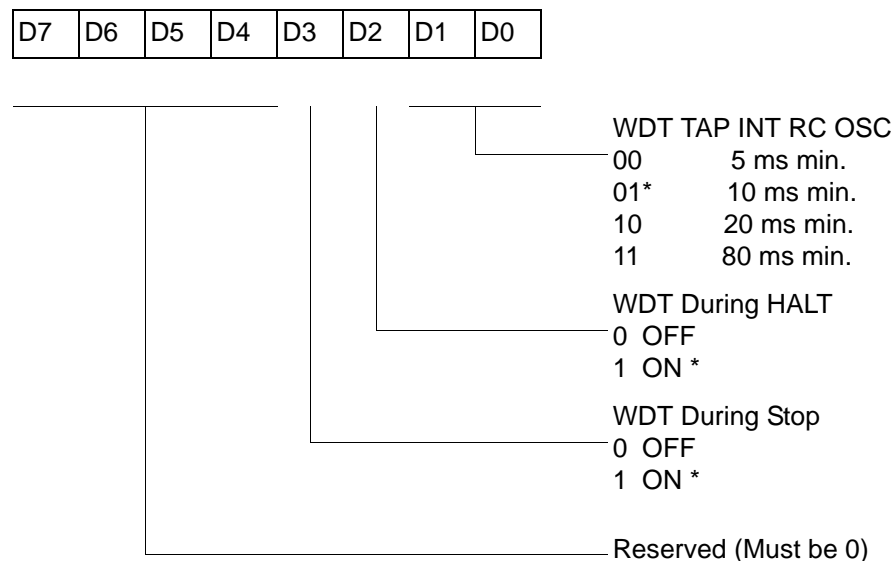 D7 D6 D5 D4 D3 D2 D1 D0
WDT TAP INT RC OSC
00 5 ms min.
01* 10 ms min.
10 20 ms min.
11 80 ms min.
WDT During HALT
0 OFF
1 ON *
WDT During Stop
0 OFF
1 ON *
Reserved (Must be 0)